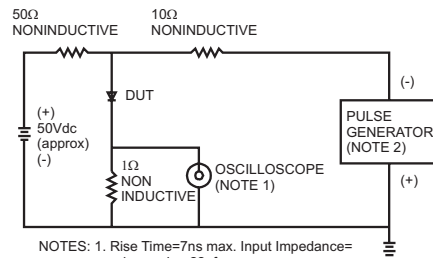 50Ω
NONINDUCTIVE
10Ω
NONINDUCTIVE
DUT
(+)
50Vdc
(approx)
(-)
1Ω
NON
INDUCTIVE
OSCILLOSCOPE
(NOTE 1)
(-)
PULSE
GENERATOR
(NOTE 2)
(+)
NOTES: 1. Rise Time=7ns max. Input Impedance=